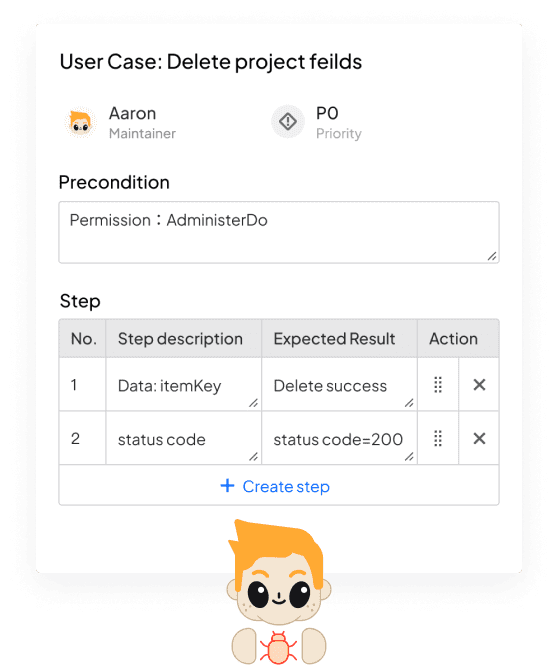 User Case: Delete project feilds
Aaron
Maintainer
P0
Priority
Precondition
Permission：AdministerDo
Step
No. Step description Expected Result Action
1 Data: itemKey Delete success
2 status code status code=200
+ Create step